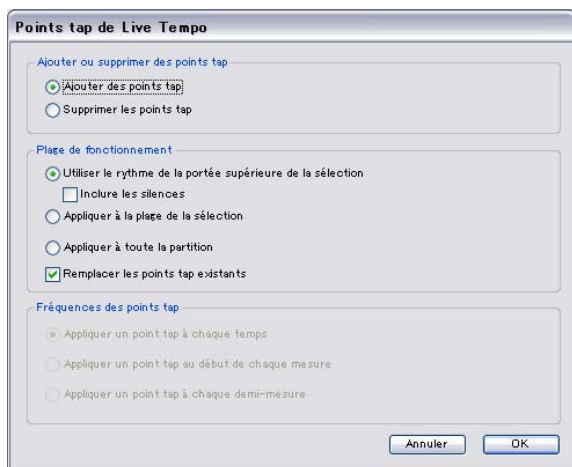 Points tap de Live Tempo
Ajouter ou supprimer des points tap
Ajouter des points tap
Supprimer les points tap
Plage de fonctionnement
Utiliser le rythme de la portée supérieure de la sélection
Inclure les silences
Appliquer à la plage de la sélection
Appliquer à toute la partition
Remplacer les points tap existants
Fréquences des points tap
Appliquer un point tap à chaque temps
Appliquer un point tap au début de chaque mesure
Appliquer un point tap à chaque demi-mesure
Annuler
OK